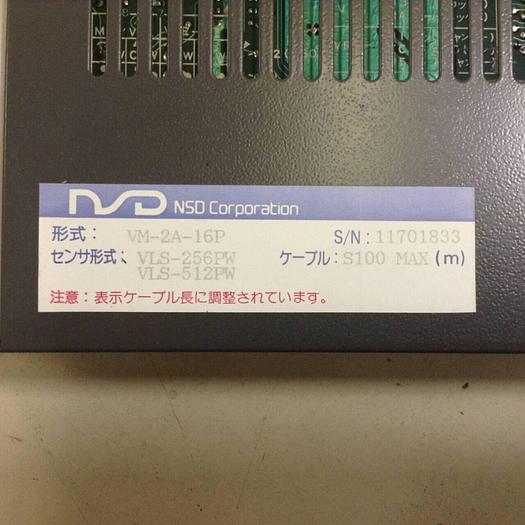 NSD NSD Corporation
形式： VM-2A-16P S/N: 11701833
センサ形式： VLS-256PW ケーブル： S100 MAX (m)
VLS-512PW
注意：表示ケーブル長に調整されています。